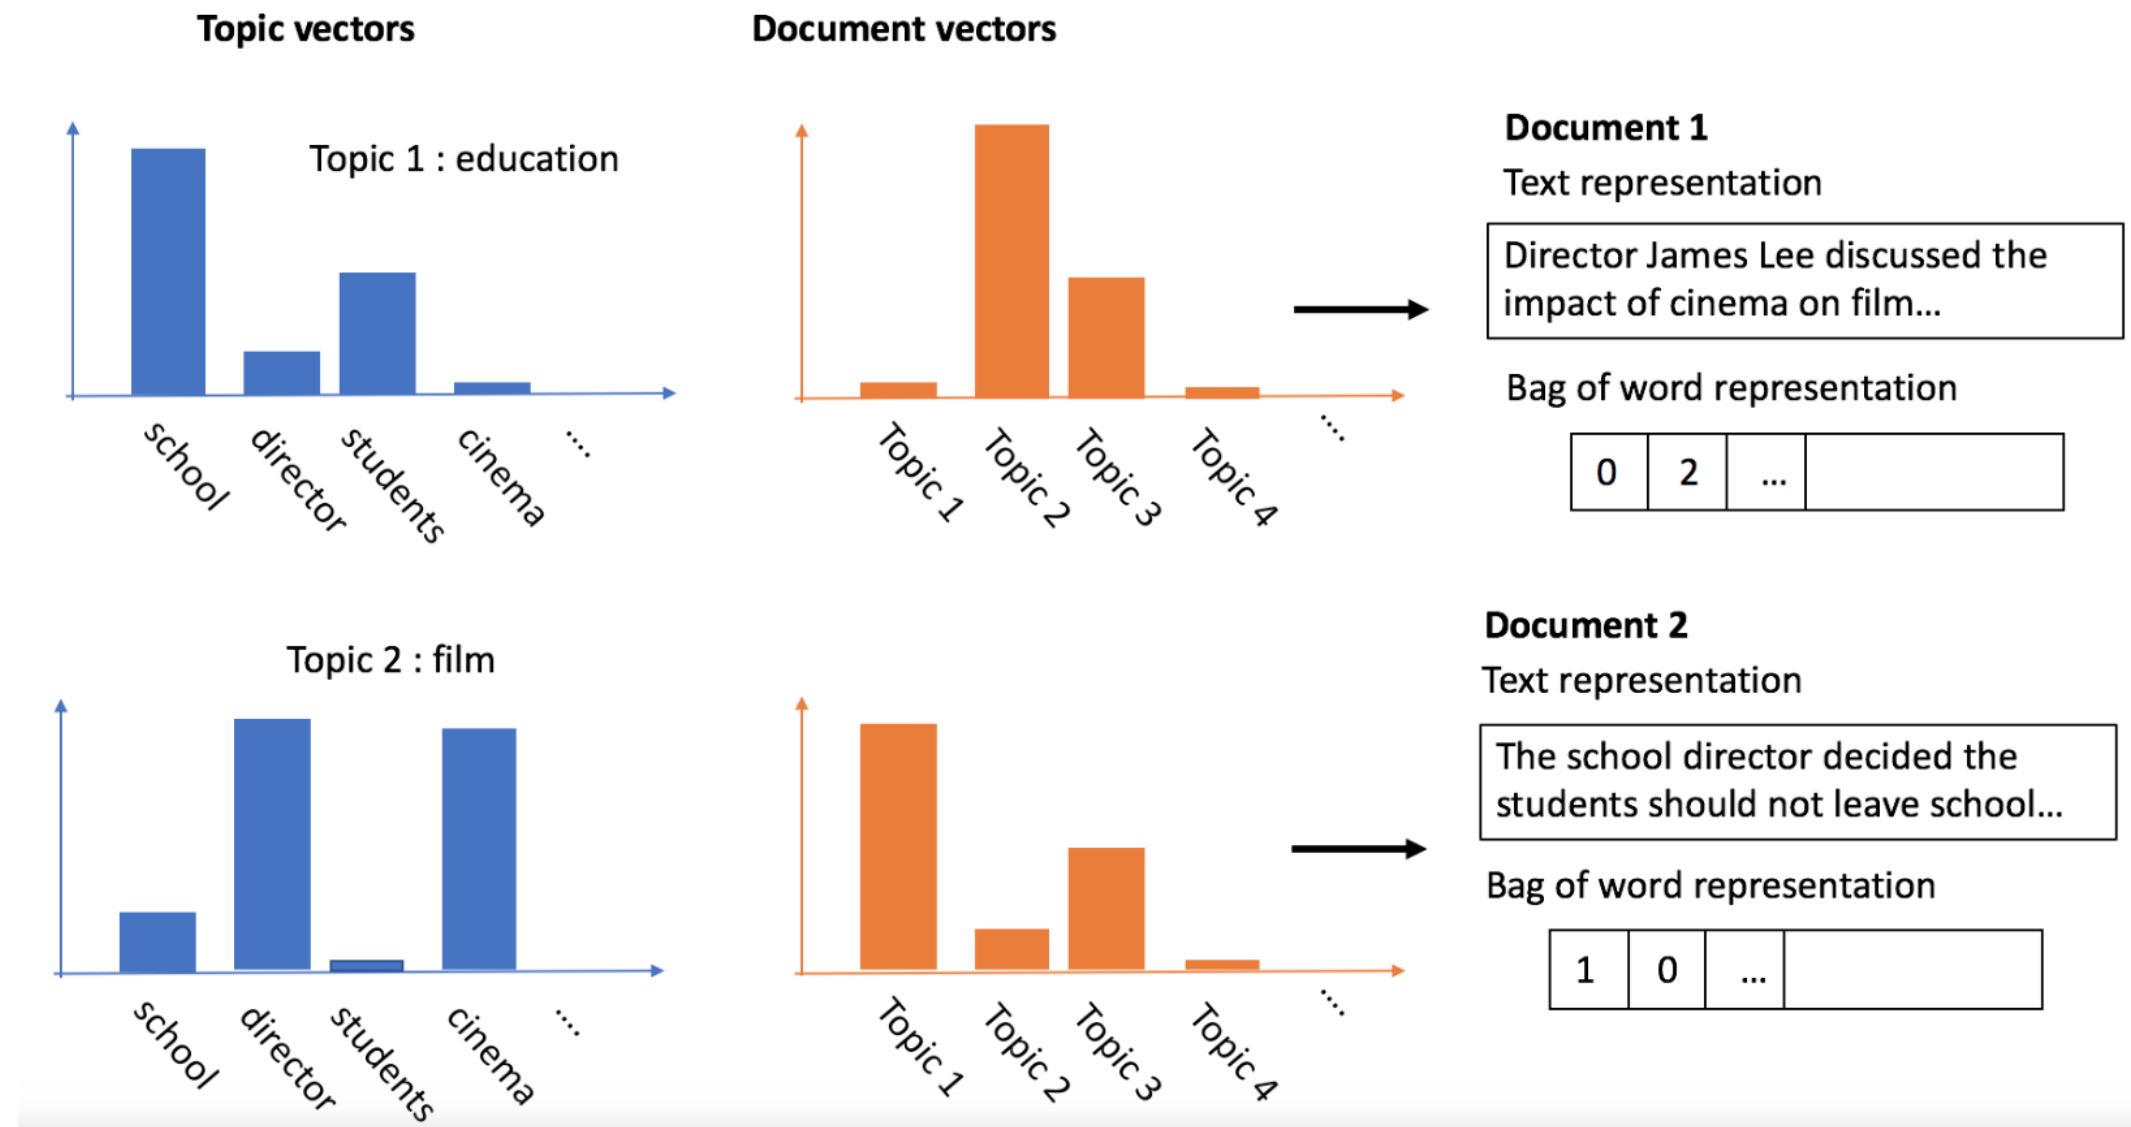 Topic vectors
Document vectors
Topic 1 : education
school
director
students
cinema
....
Topic 1
Topic 2
Topic 3
Topic 4
....
Document 1
Text representation
Director James Lee discussed the
impact of cinema on film...
Bag of word representation
0 2 ...
Topic 2 : film
school
director
students
cinema
....
Topic 1
Topic 2
Topic 3
Topic 4
....
Document 2
Text representation
The school director decided the
students should not leave school...
Bag of word representation
1 0 ...